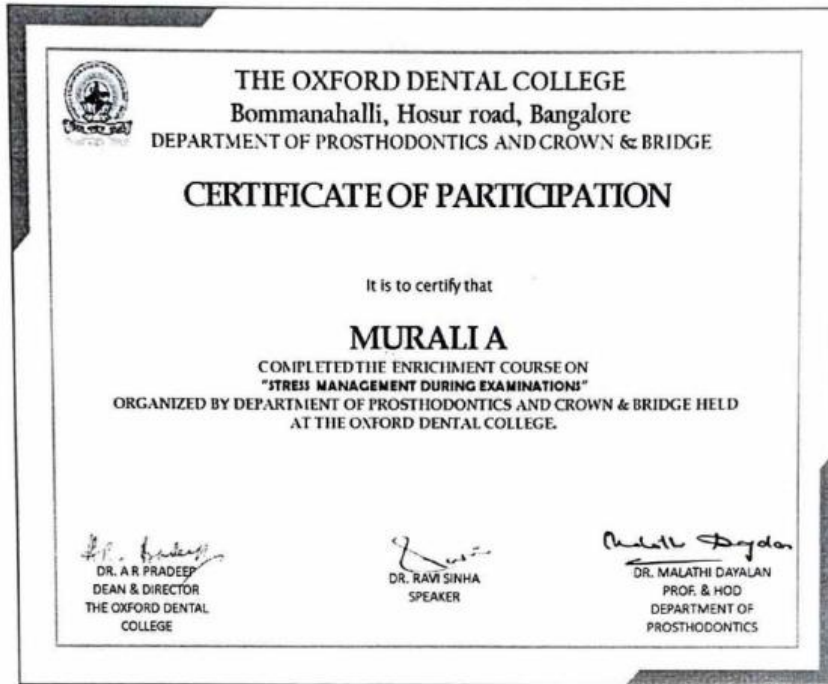 THE OXFORD DENTAL COLLEGE
Bommanahalli, Hosur road, Bangalore
DEPARTMENT OF PROSTHODONTICS AND CROWN & BRIDGE
CERTIFICATE OF PARTICIPATION
It is to certify that
MURALI A
COMPLETED THE ENRICHMENT COURSE ON
"STRESS MANAGEMENT DURING EXAMINATIONS"
ORGANIZED BY DEPARTMENT OF PROSTHODONTICS AND CROWN & BRIDGE HELD
AT THE OXFORD DENTAL COLLEGE.
DR. A R PRADEEP
DEAN & DIRECTOR
THE OXFORD DENTAL
COLLEGE
DR. RAVI SINHA
SPEAKER
Malathi Dayalan
DR. MALATHI DAYALAN
PROF. & HOD
DEPARTMENT OF
PROSTHODONTICS